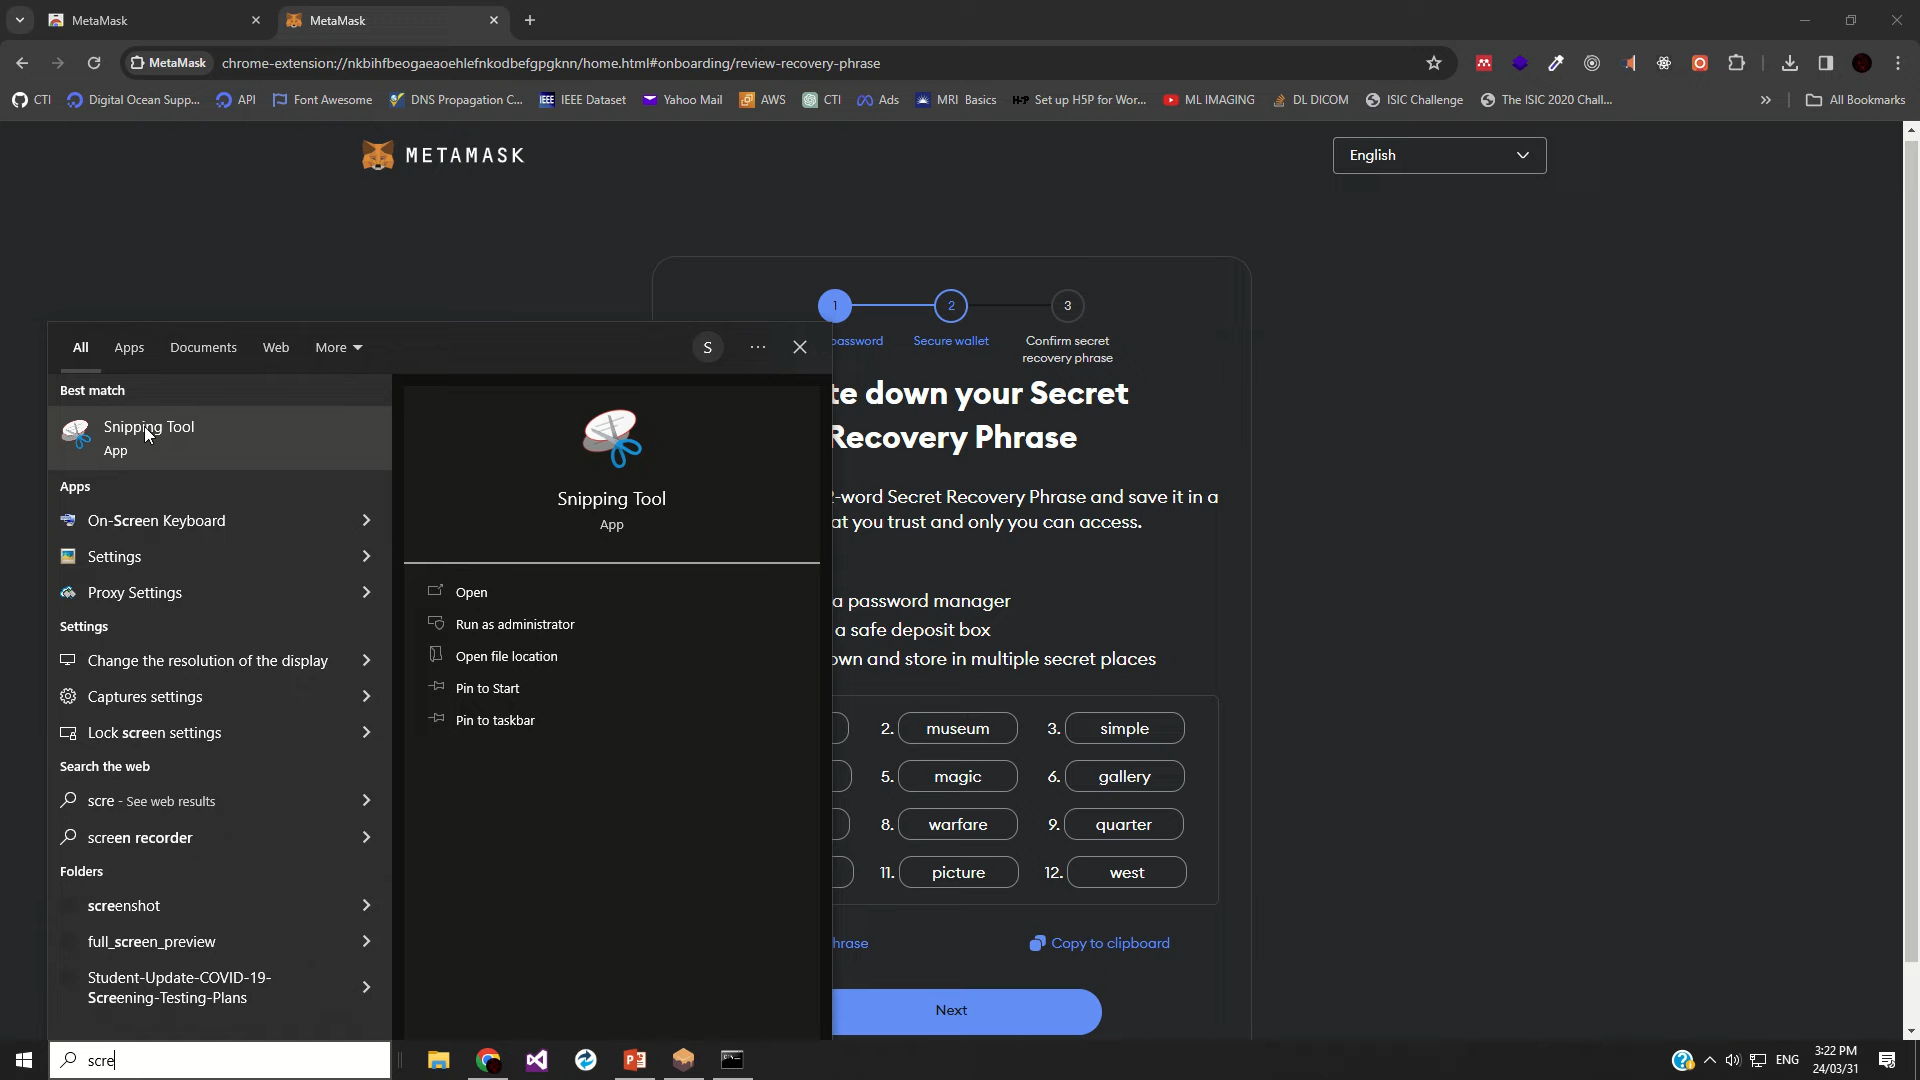 MetaMask
MetaMask
MetaMask
chrome-extension://nkbihfbeogaeaoehlefnkodbefgpgknn/home.html#onboarding/review-recovery-phrase
CTI
Digital Ocean Supp...
API
Font Awesome
DNS Propagation C...
IEEE Dataset
Yahoo Mail
AWS
CTI
Ads
MRI Basics
Set up H5P for Wor...
ML IMAGING
DL DICOM
ISIC Challenge
The ISIC 2020 Chall...
All Bookmarks
METAMASK
English
1
2
3
password
Secure wallet
Confirm secret
recovery phrase
te down your Secret
Recovery Phrase
2-word Secret Recovery Phrase and save it in a
at you trust and only you can access.
a password manager
a safe deposit box
own and store in multiple secret places
2. museum
3. simple
5. magic
6. gallery
8. warfare
9. quarter
11. picture
12. west
hrase
Copy to clipboard
Next
All
Apps
Documents
Web
More
S
Best match
Snipping Tool
App
Apps
On-Screen Keyboard
Settings
Proxy Settings
Settings
Change the resolution of the display
Captures settings
Lock screen settings
Search the web
scre - See web results
screen recorder
Folders
screenshot
full_screen_preview
Student-Update-COVID-19-
Screening-Testing-Plans
Snipping Tool
App
Open
Run as administrator
Open file location
Pin to Start
Pin to taskbar
scre
ENG
3:22 PM
24/03/31